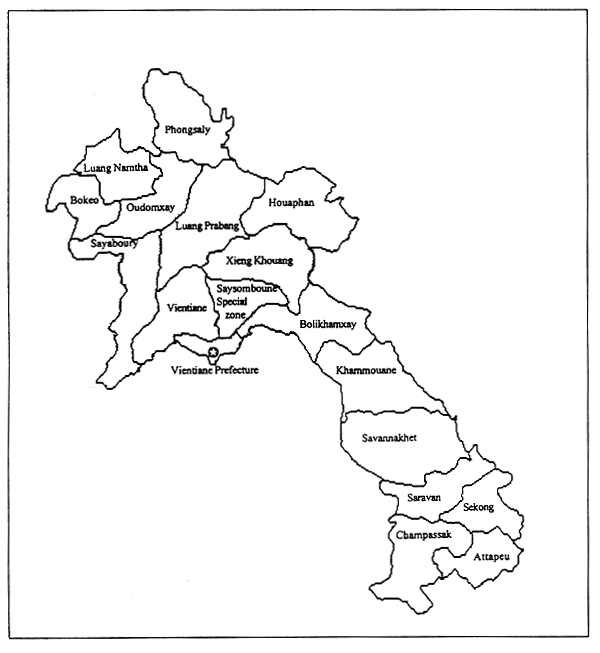 Phongsaly
Luang Namtha
Bokeo
Oudomxay
Houaphan
Luang Prabang
Sayaboury
Xieng Khouang
Saysomboune
Special
zone
Vientiane
Bolikhamxay
Vientiane Prefecture
Khammouane
Savannakhet
Saravan
Sekong
Champassak
Attapeu